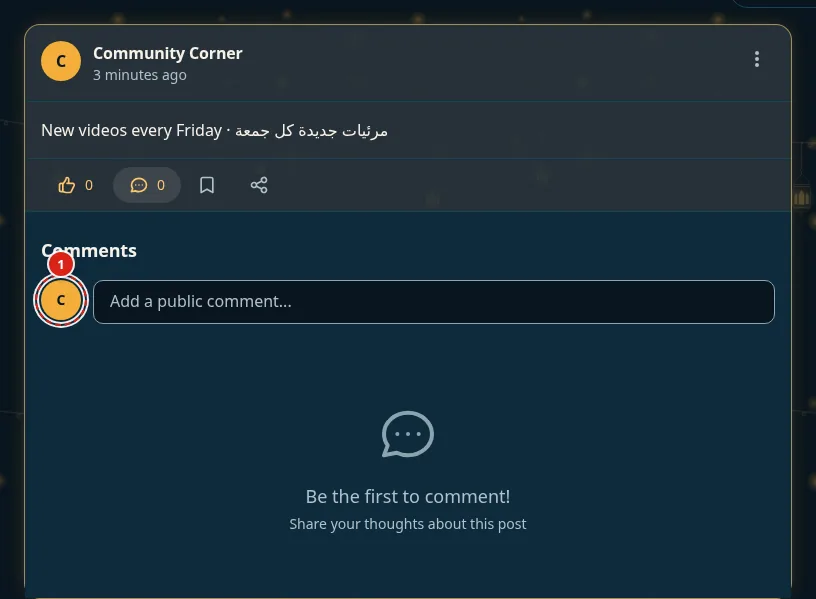 C
Community Corner
3 minutes ago
New videos every Friday · مرئيات جديدة كل جمعة
0
0
Comments
1
C
Add a public comment...
Be the first to comment!
Share your thoughts about this post